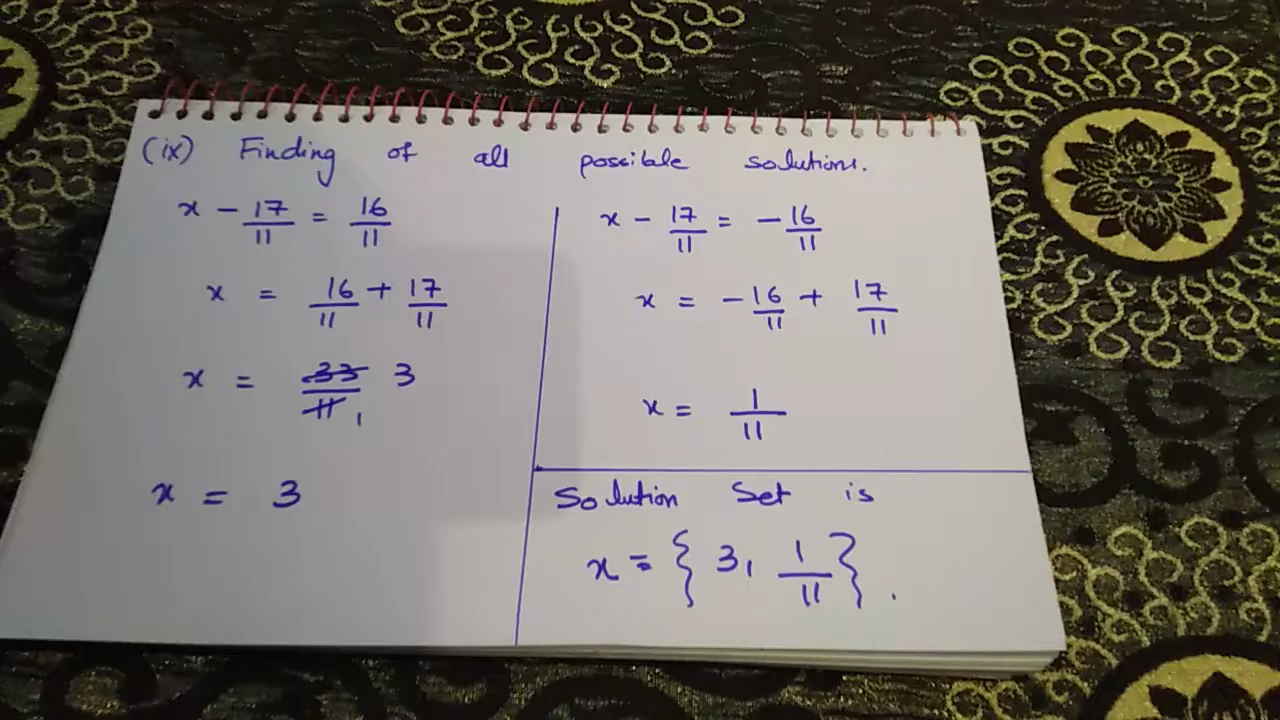 (ix) Finding of all possible solutions.
x - 17/11 = 16/11
x = 16/11 + 17/11
x = 33/11 3 1
x = 3
x - 17/11 = - 16/11
x = - 16/11 + 17/11
x = 1/11
Solution Set is
x = { 3, 1/11 } .